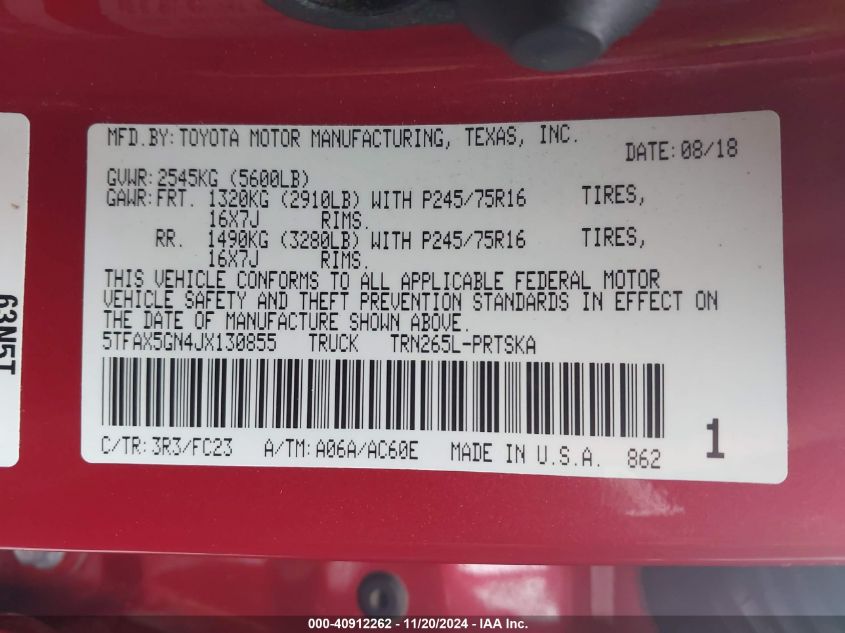 MFD.BY:TOYOTA MOTOR MANUFACTURING, TEXAS, INC.
DATE:08/18
GVWR:2545KG (5600LB)
GAWR:FRT. 1320KG (2910LB) WITH P245/75R16 TIRES,
16X7J RIMS.
RR. 1490KG (3280LB) WITH P245/75R16 TIRES,
16X7J RIMS.
THIS VEHICLE CONFORMS TO ALL APPLICABLE FEDERAL MOTOR
VEHICLE SAFETY AND THEFT PREVENTION STANDARDS IN EFFECT ON
THE DATE OF MANUFACTURE SHOWN ABOVE.
5TFAX5GN4JX130855 TRUCK TRN265L-PRTSKA
C/TR:3R3/FC23 A/TM:A06A/AC60E MADE IN U.S.A. 862
1
63N5T
000-40912262 - 11/20/2024 - IAA Inc.